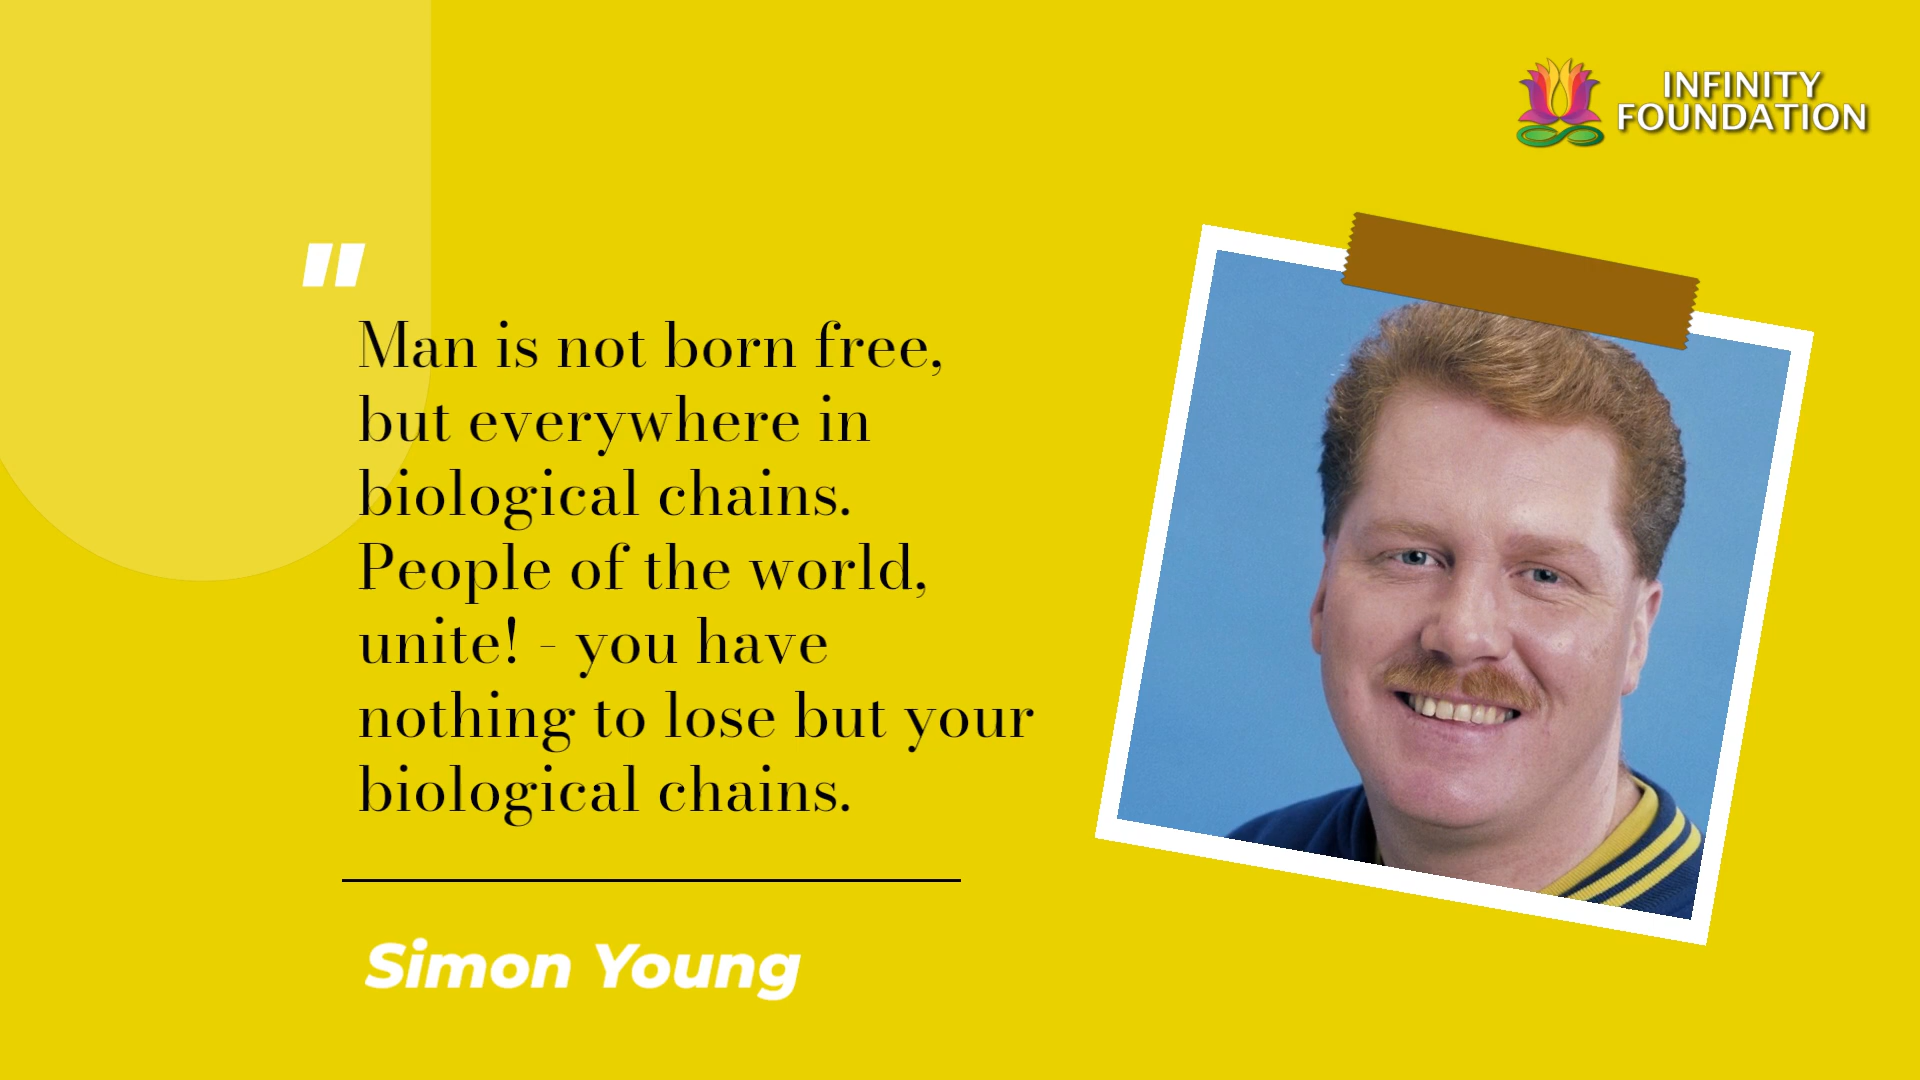 INFINITY
FOUNDATION
"
Man is not born free,
but everywhere in
biological chains.
People of the world,
unite! - you have
nothing to lose but your
biological chains.
Simon Young